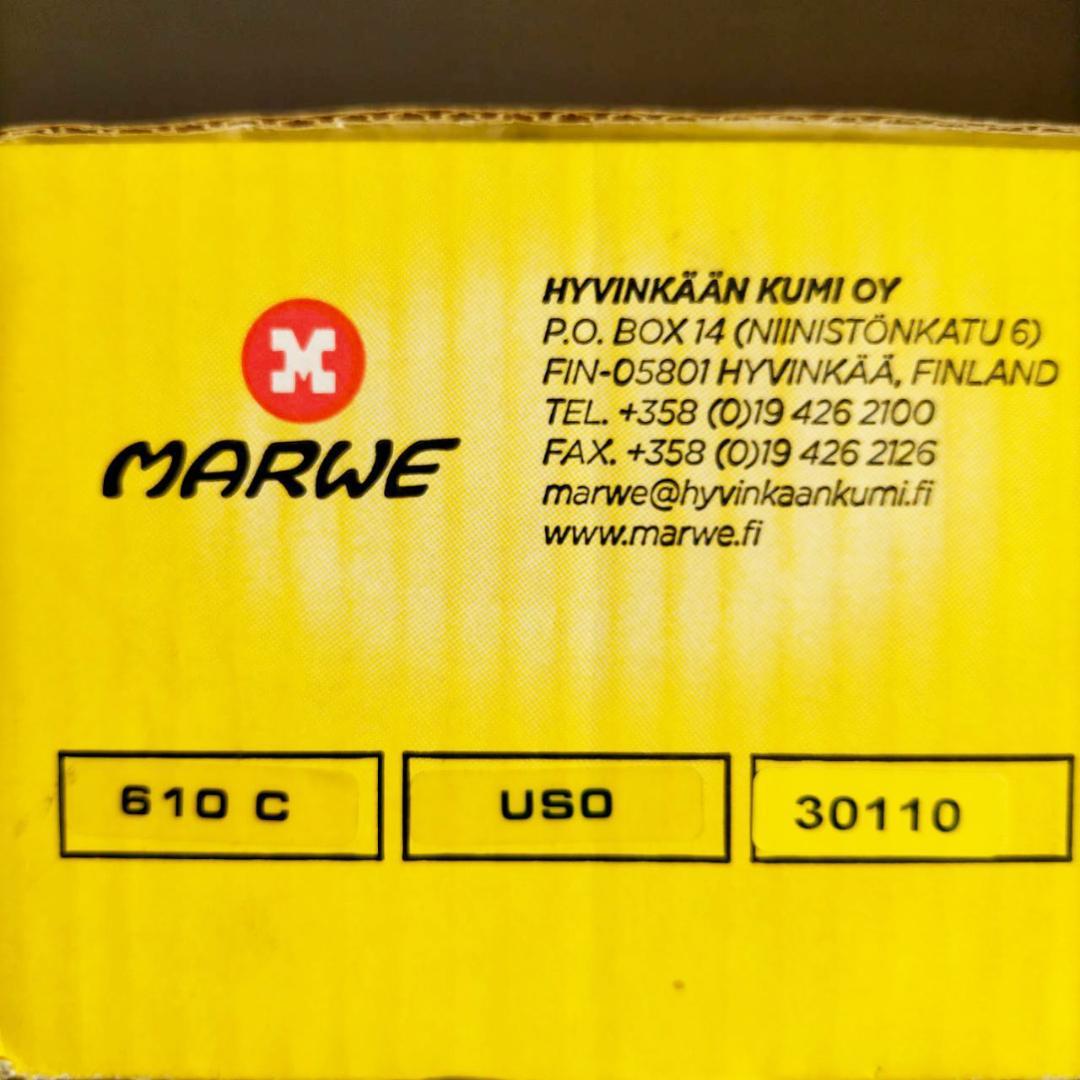 M
MARWE
HYVINKÄÄN KUMI OY
P.O. BOX 14 (NIINISTÖNKATU 6)
FIN-05801 HYVINKÄÄ, FINLAND
TEL. +358 (0)19 426 2100
FAX. +358 (0)19 426 2126
marwe@hyvinkaankumi.fi
www.marwe.fi
610 C
USO
30110